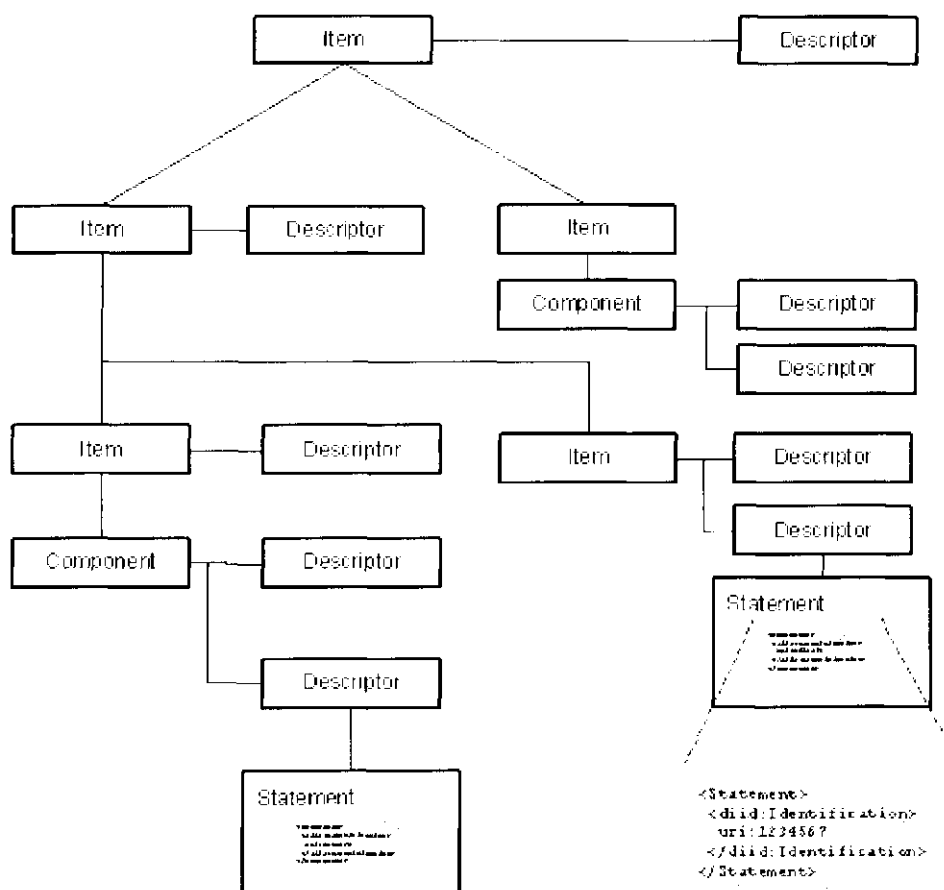 Item
Descriptor
Item
Descriptor
Item
Component
Descriptor
Descriptor
Item
Descriptor
Item
Descriptor
Descriptor
Component
Descriptor
Statement
Descriptor
Statement
<Statement>
<diid:Identification>
uri:1234567
</diid:Identification>
</Statement>